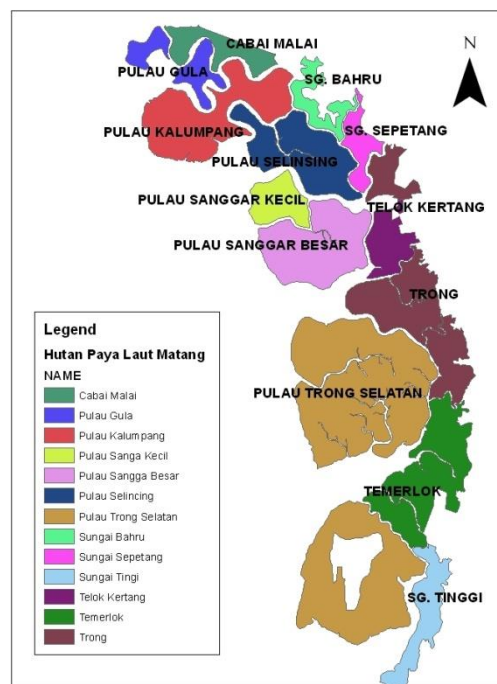 CABAI MALAI
N
PULAU GULA
SG. BAHRU
PULAU KALUMPANG
SG. SEPETANG
PULAU SELINSING
PULAU SANGGAR KECIL
TELOK KERTANG
PULAU SANGGAR BESAR
TRONG
PULAU TRONG SELATAN
TEMERLOK
SG. TINGGI
Legend
Hutan Paya Laut Matang
NAME
Cabai Malai
Pulau Gula
Pulau Kalumpang
Pulau Sanga Kecil
Pulau Sangga Besar
Pulau Selincing
Pulau Trong Selatan
Sungai Bahru
Sungai Sepetang
Sungai Tingi
Telok Kertang
Temerlok
Trong